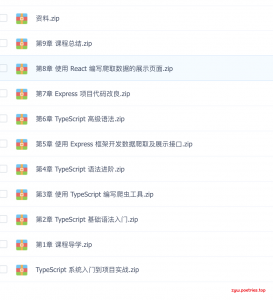 资料.zip
第9章 课程总结.zip
第8章 使用 React 编写爬取数据的展示页面.zip
第7章 Express 项目代码改良.zip
第6章 TypeScript 高级语法.zip
第5章 使用 Express 框架开发数据爬取及展示接口.zip
第4章 TypeScript 语法进阶.zip
第3章 使用 TypeScript 编写爬虫工具.zip
第2章 TypeScript 基础语法入门.zip
第1章 课程导学.zip
TypeScript 系统入门到项目实战.zip